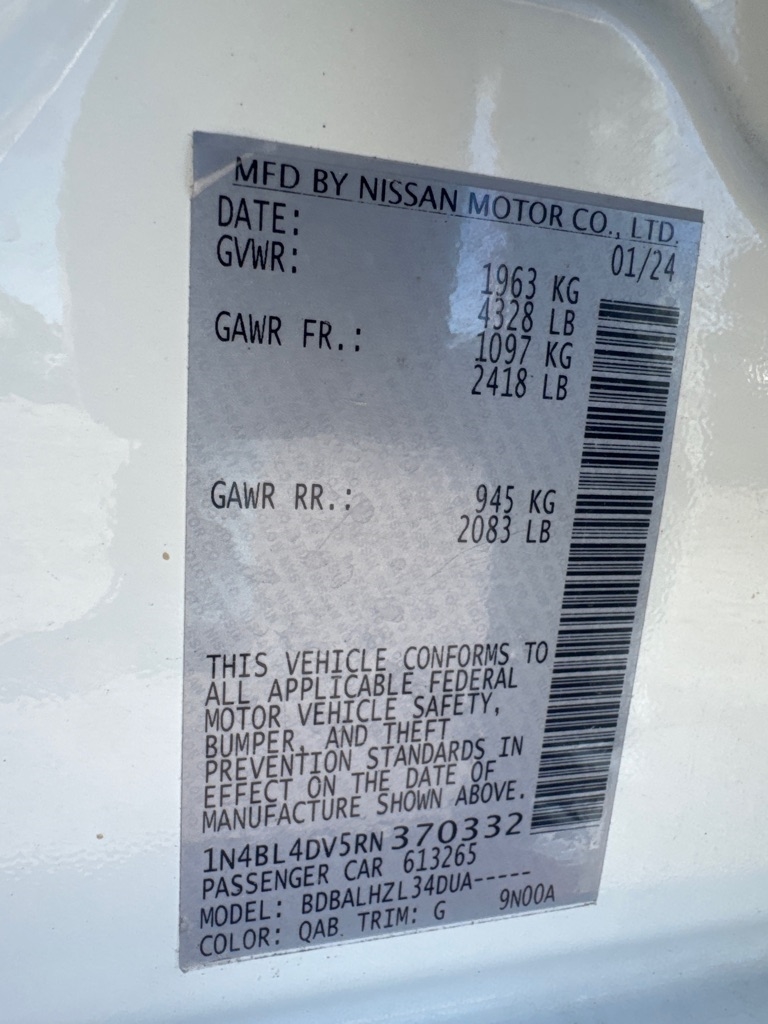 MFD BY NISSAN MOTOR CO., LTD.
DATE: 01/24
GVWR: 1963 KG
4328 LB
GAWR FR.: 1097 KG
2418 LB
GAWR RR.: 945 KG
2083 LB
THIS VEHICLE CONFORMS TO
ALL APPLICABLE FEDERAL
MOTOR VEHICLE SAFETY,
BUMPER, AND THEFT
PREVENTION STANDARDS IN
EFFECT ON THE DATE OF
MANUFACTURE SHOWN ABOVE.
1N4BL4DV5RN370332
PASSENGER CAR 613265
MODEL: BDBALHZL34DUA-----
COLOR: QAB TRIM: G 9N00A